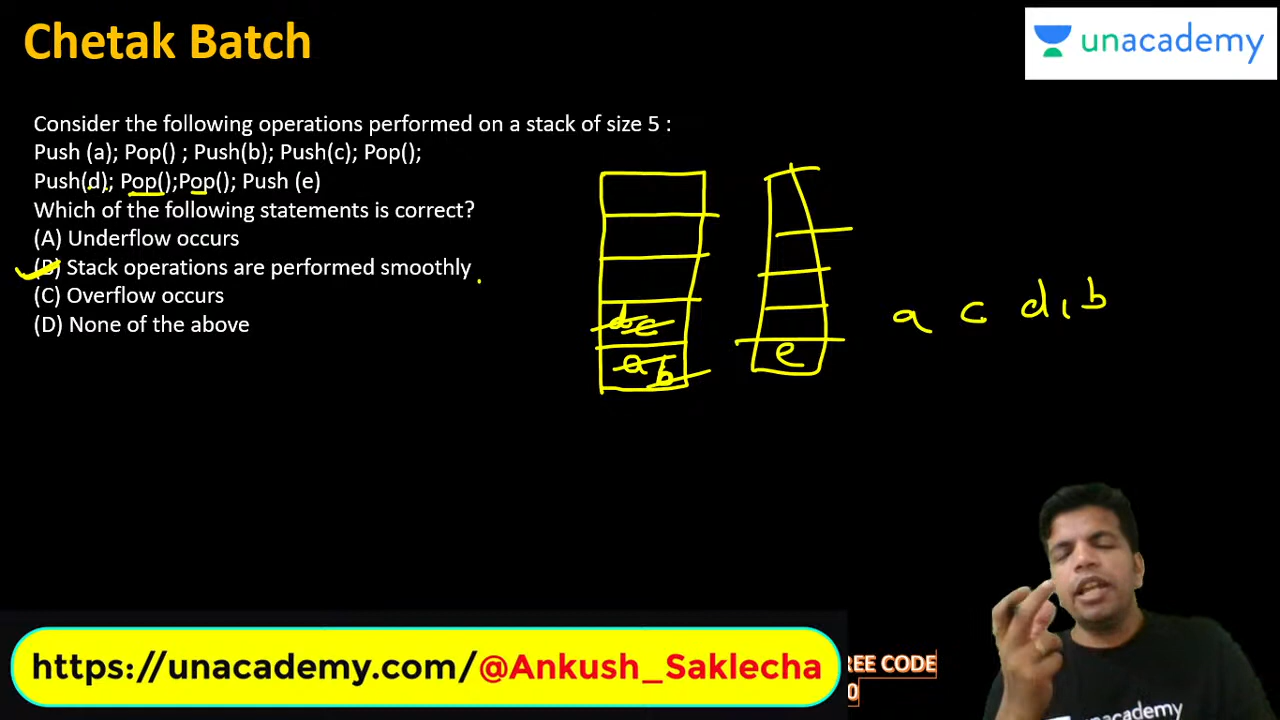 Chetak Batch
unacademy
Consider the following operations performed on a stack of size 5 :
Push (a); Pop() ; Push(b); Push(c); Pop();
Push(d); Pop();Pop(); Push (e)
Which of the following statements is correct?
(A) Underflow occurs
(B) Stack operations are performed smoothly
(C) Overflow occurs
(D) None of the above
d c
a b
e
a c d, b
https://unacademy.com/@Ankush_Saklecha
REE CODE
0
unacademy